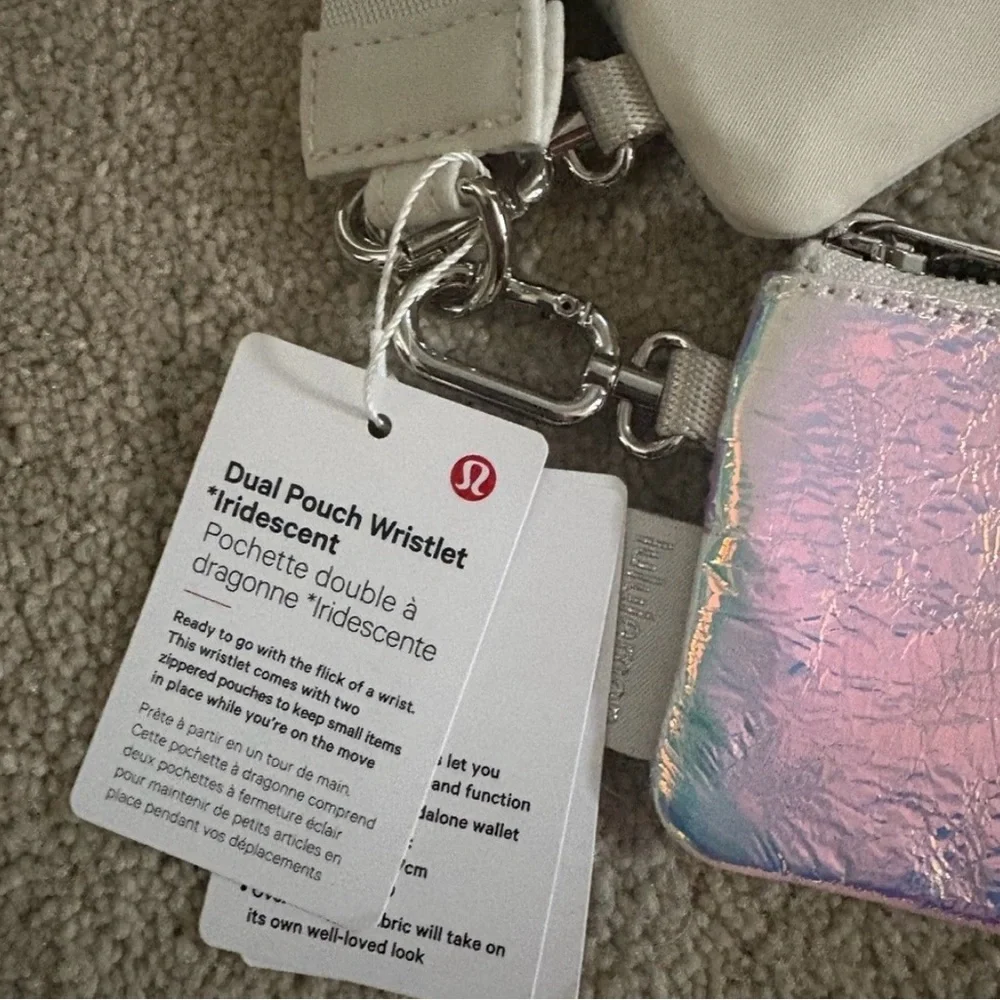 Dual Pouch Wristlet
*Iridescent
Pochette double à
dragonne *Iridescente
Ready to go with the flick of a wrist.
This wristlet comes with two
zippered pouches to keep small items
in place while you're on the move
Prête à partir en un tour de main.
Cette pochette à dragonne comprend
deux pochettes à fermeture éclair
pour maintenir de petits articles en
place pendant vos déplacements
let you
and function
wallet
cm
fabric will take on
its own well-loved look
lululemon